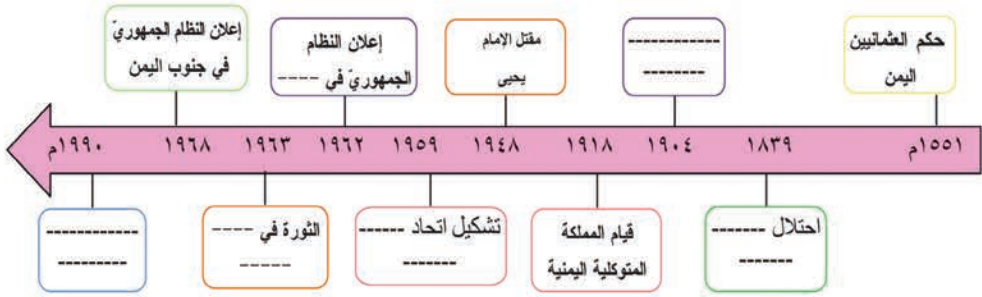 حكم العثمانيين
اليمن
------------
--------
مقتل الإمام
يحيى
إعلان النظام
الجمهوريّ في ----
إعلان النظام الجمهوريّ
في جنوب اليمن
١٥٥١م ١٨٣٩ ١٩٠٤ ١٩١٨ ١٩٤٨ ١٩٥٩ ١٩٦٢ ١٩٦٣ ١٩٦٨ ١٩٩٠م
احتلال -------
-------
قيام المملكة
المتوكلية اليمنية
تشكيل اتحاد ------
-------
الثورة في ----
-----
------------
---------